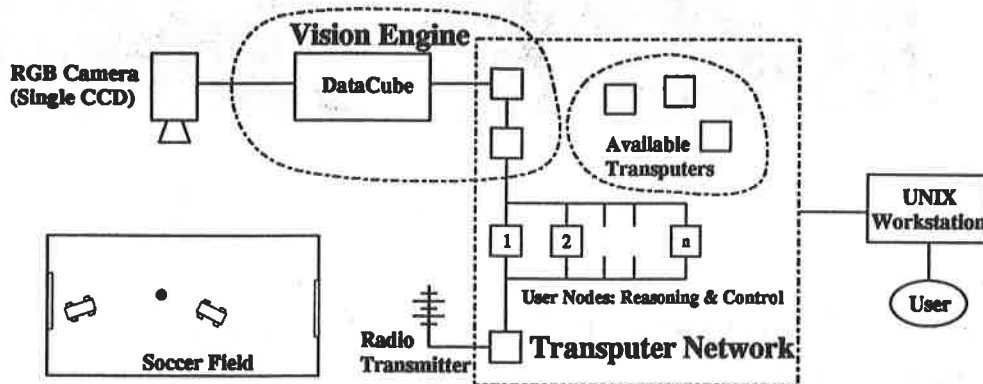 Vision Engine
RGB Camera
(Single CCD)
DataCube
Available
Transputers
UNIX
Workstation
1
2
n
User Nodes: Reasoning & Control
User
Radio
Transmitter
Transputer Network
Soccer Field